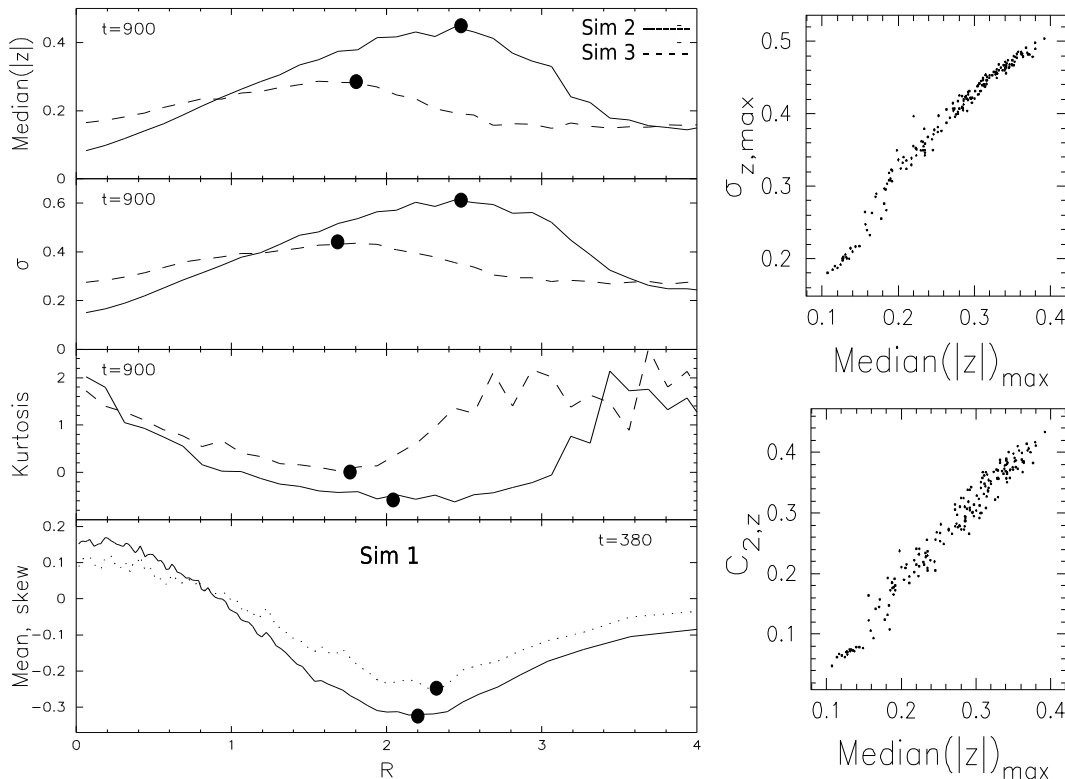 t=900
Sim 2
Sim 3
0.4
0.2
0
Median(|z|)
t=900
0.6
0.4
0.2
0
σ
t=900
2
1
0
Kurtosis
Sim 1
t=380
0.2
0.1
0
−0.1
−0.2
−0.3
Mean, skew
0 1 2 3 4
R
0.5
0.4
0.3
0.2
σz,max
0.1 0.2 0.3 0.4
Median(|z|)max
0.4
0.3
0.2
0.1
C2,z
0.1 0.2 0.3 0.4
Median(|z|)max